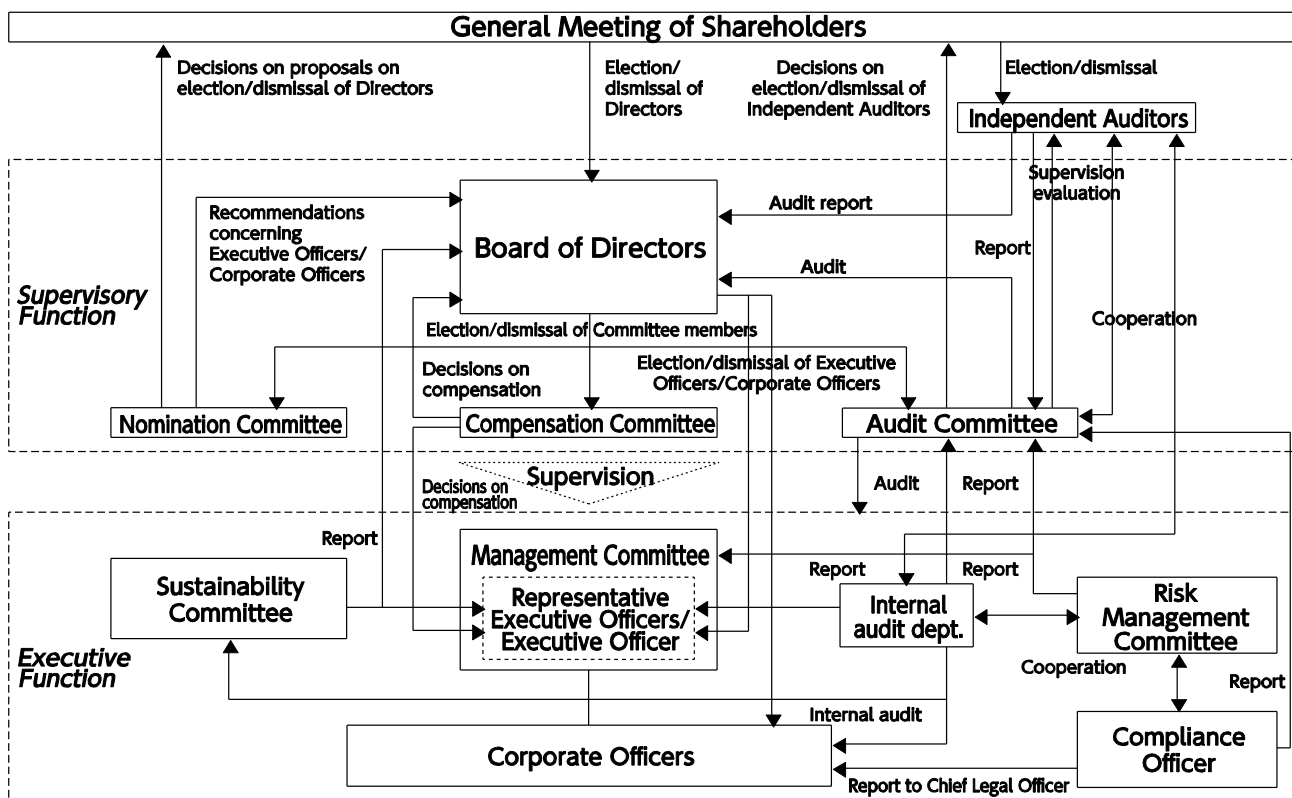 General Meeting of Shareholders
Decisions on proposals on
election/dismissal of Directors
Election/
dismissal of
Directors
Decisions on
election/dismissal of
Independent Auditors
Election/dismissal
Independent Auditors
Supervision
evaluation
Recommendations
concerning
Executive Officers/
Corporate Officers
Board of Directors
Audit report
Report
Audit
Supervisory
Function
Cooperation
Election/dismissal of Committee members
Decisions on
compensation
Election/dismissal of Executive
Officers/Corporate Officers
Nomination Committee
Compensation Committee
Audit Committee
Supervision
Decisions on
compensation
Audit
Report
Report
Management Committee
Sustainability
Committee
Representative
Executive Officers/
Executive Officer
Report
Report
Internal
audit dept.
Risk
Management
Committee
Executive
Function
Cooperation
Report
Internal audit
Corporate Officers
Compliance
Officer
Report to Chief Legal Officer